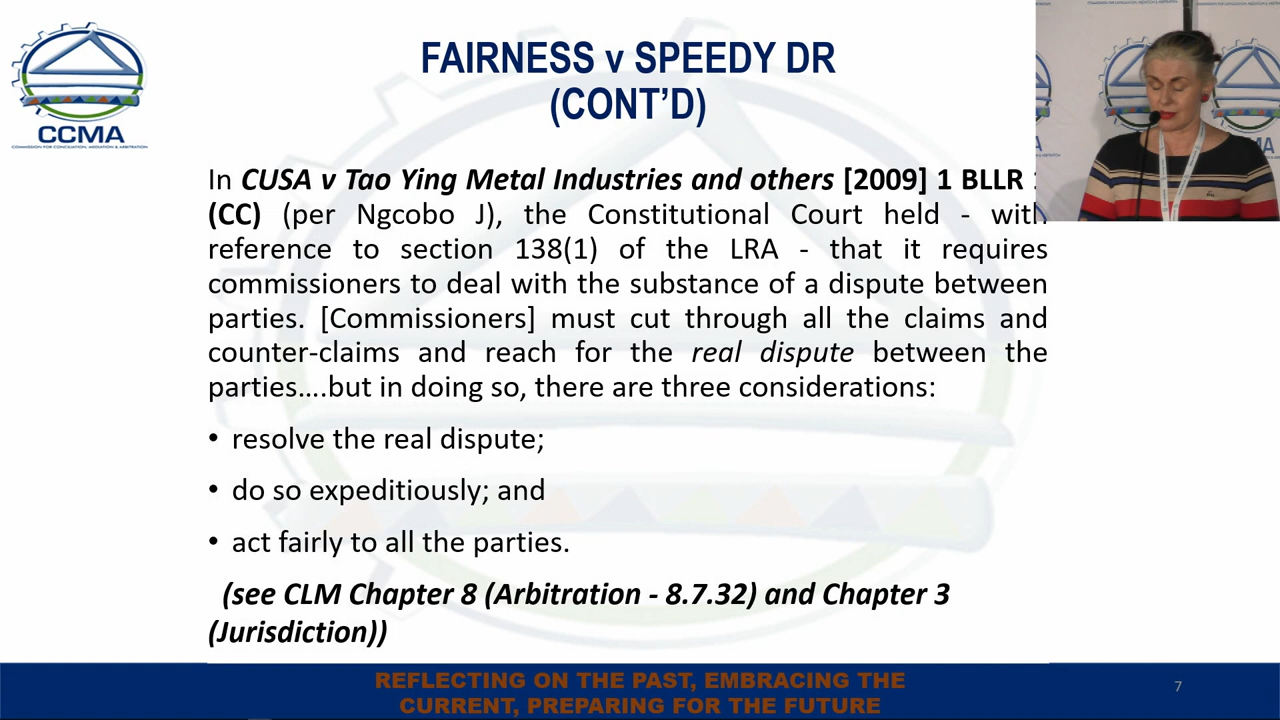 FAIRNESS v SPEEDY DR
(CONT'D)
CCMA
COMMISSION FOR CONCILIATION, MEDIATION & ARBITRATION
In CUSA v Tao Ying Metal Industries and others [2009] 1 BLLR
(CC) (per Ngcobo J), the Constitutional Court held - with
reference to section 138(1) of the LRA - that it requires
commissioners to deal with the substance of a dispute between
parties. [Commissioners] must cut through all the claims and
counter-claims and reach for the real dispute between the
parties….but in doing so, there are three considerations:
• resolve the real dispute;
• do so expeditiously; and
• act fairly to all the parties.
(see CLM Chapter 8 (Arbitration - 8.7.32) and Chapter 3
(Jurisdiction))
REFLECTING ON THE PAST, EMBRACING THE
CURRENT, PREPARING FOR THE FUTURE
7